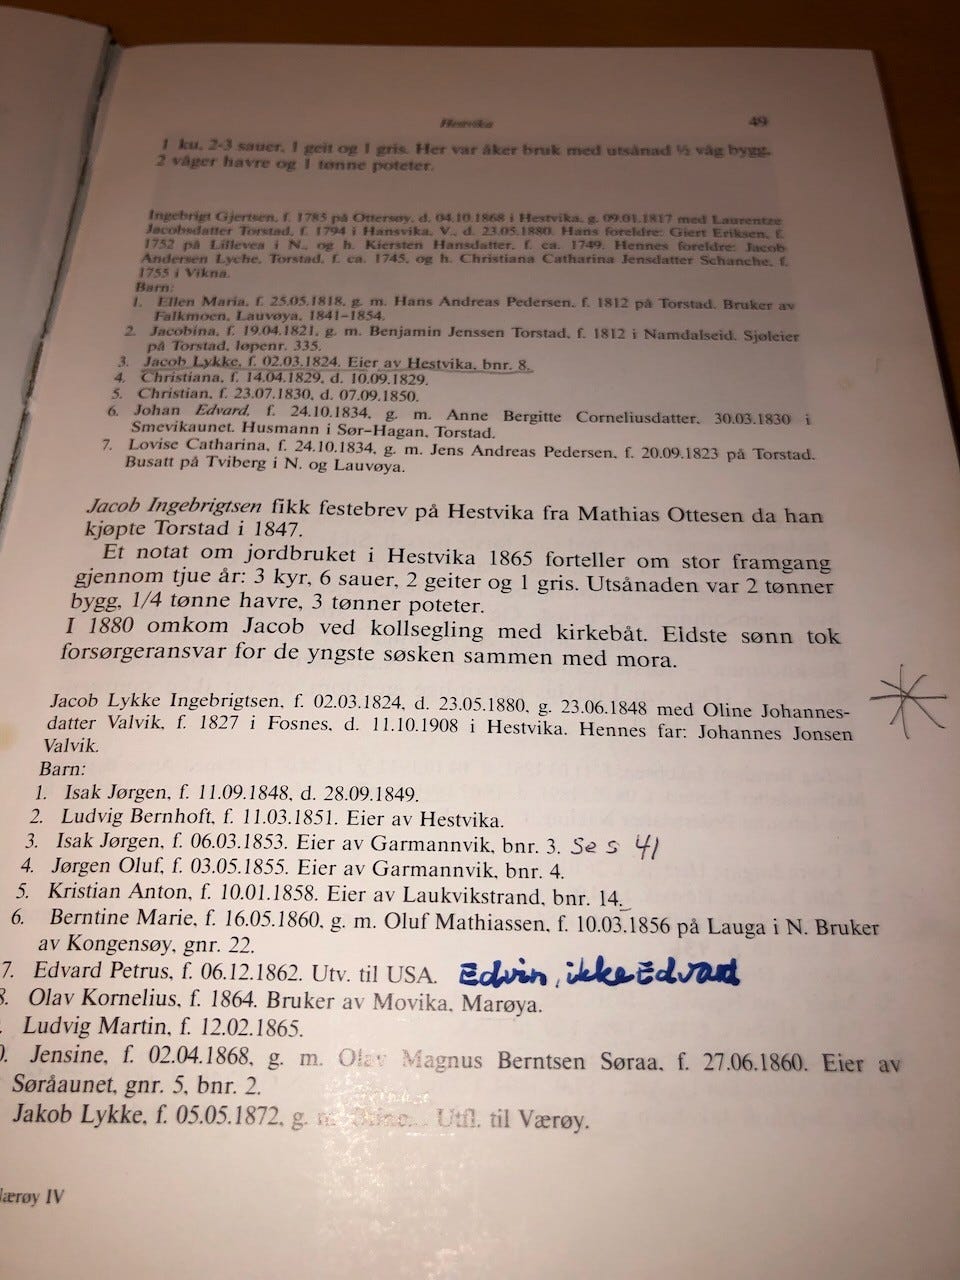 Hestvika 49
1 ku, 2-3 sauer, 1 geit og 1 gris. Her var åker bruk med utsånad ½ våg bygg,
2 våger havre og 1 tønne poteter.
Ingebrigt Gjertsen, f. 1785 på Ottersøy, d. 04.10.1868 i Hestvika, g. 09.01.1817 med Laurentze
Jacobsdatter Torstad, f. 1794 i Hansvika, V., d. 23.05.1880. Hans foreldre: Giert Eriksen, f.
1752 på Lillevea i N., og h. Kiersten Hansdatter, f. ca. 1749. Hennes foreldre: Jacob
Andersen Lyche, Torstad, f. ca. 1745, og h. Christiana Catharina Jensdatter Schanche, f.
1755 i Vikna.
Barn:
1. Ellen Maria, f. 25.05.1818, g. m. Hans Andreas Pedersen, f. 1812 på Torstad. Bruker av
Falkmoen, Lauvøya, 1841-1854.
2. Jacobina, f. 19.04.1821, g. m. Benjamin Jenssen Torstad, f. 1812 i Namdalseid. Sjøleier
på Torstad, løpenr. 335.
3. Jacob Lykke, f. 02.03.1824. Eier av Hestvika, bnr. 8.
4. Christiana, f. 14.04.1829, d. 10.09.1829.
5. Christian, f. 23.07.1830, d. 07.09.1850.
6. Johan Edvard, f. 24.10.1834, g. m. Anne Bergitte Corneliusdatter, 30.03.1830 i
Smevikaunet. Husmann i Sør-Hagan, Torstad.
7. Lovise Catharina, f. 24.10.1834, g. m. Jens Andreas Pedersen, f. 20.09.1823 på Torstad.
Busatt på Tviberg i N. og Lauvøya.
Jacob Ingebrigtsen fikk festebrev på Hestvika fra Mathias Ottesen da han
kjøpte Torstad i 1847.
Et notat om jordbruket i Hestvika 1865 forteller om stor framgang
gjennom tjue år: 3 kyr, 6 sauer, 2 geiter og 1 gris. Utsånaden var 2 tønner
bygg, 1/4 tønne havre, 3 tønner poteter.
I 1880 omkom Jacob ved kollsegling med kirkebåt. Eldste sønn tok
forsørgeransvar for de yngste søsken sammen med mora.
Jacob Lykke Ingebrigtsen, f. 02.03.1824, d. 23.05.1880, g. 23.06.1848 med Oline Johannes-
datter Valvik, f. 1827 i Fosnes, d. 11.10.1908 i Hestvika. Hennes far: Johannes Jonsen
Valvik.
Barn:
1. Isak Jørgen, f. 11.09.1848, d. 28.09.1849.
2. Ludvig Bernhoft, f. 11.03.1851. Eier av Hestvika.
3. Isak Jørgen, f. 06.03.1853. Eier av Garmannvik, bnr. 3. Se s 41
4. Jørgen Oluf, f. 03.05.1855. Eier av Garmannvik, bnr. 4.
5. Kristian Anton, f. 10.01.1858. Eier av Laukvikstrand, bnr. 14.
6. Berntine Marie, f. 16.05.1860, g. m. Oluf Mathiassen, f. 10.03.1856 på Lauga i N. Bruker
av Kongensøy, gnr. 22.
7. Edvard Petrus, f. 06.12.1862. Utv. til USA. Edvin, ikke Edvard
8. Olav Kornelius, f. 1864. Bruker av Movika, Marøya.
Ludvig Martin, f. 12.02.1865.
0. Jensine, f. 02.04.1868, g. m. Olav Magnus Berntsen Søraa, f. 27.06.1860. Eier av
Søråaunet, gnr. 5, bnr. 2.
Jakob Lykke, f. 05.05.1872, g. m. Utfl. til Værøy.
Nærøy IV